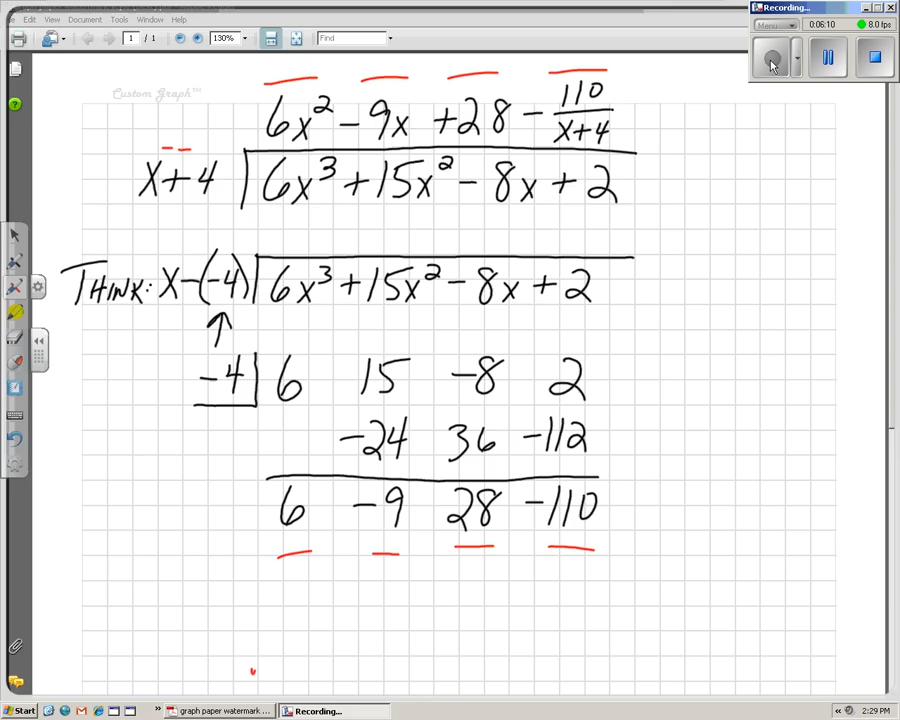 Recording...
Edit View Document Tools Window Help
Menu 0:06:10 8.0 fps
1 / 1 130% Find
Custom Graph™
6x² - 9x + 28 - 110/(x+4)
x+4 | 6x³ + 15x² - 8x + 2
THINK: x-(-4) | 6x³ + 15x² - 8x + 2
↑
-4 | 6 15 -8 2
-24 36 -112
6 -9 28 -110
Start » graph paper watermark ... Recording... « 2:29 PM